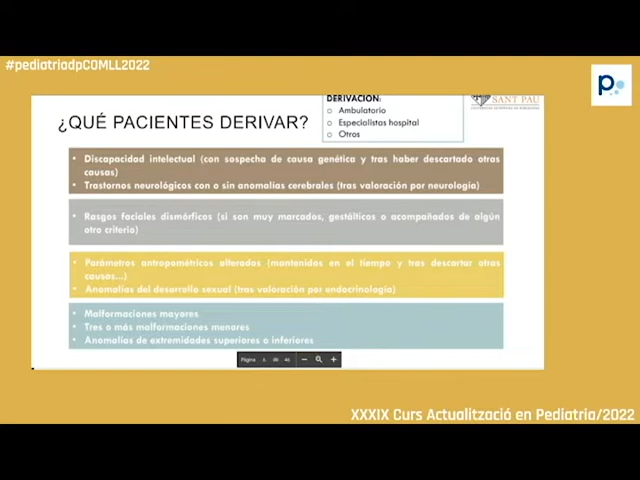 #pediatriadpCOMLL2022
p
DERIVACIÓN:
○ Ambulatorio
○ Especialistas hospital
○ Otros
SANT PAU
¿QUÉ PACIENTES DERIVAR?
• Discapacidad intelectual (con sospecha de causa genética y tras haber descartado otras
causas)
• Trastornos neurológicos con o sin anomalías cerebrales (tras valoración por neurología)
• Rasgos faciales dismórficos (si son muy marcados, gestálticos o acompañados de algún
otro criterio)
• Parámetros antropométricos alterados (mantenidos en el tiempo y tras descartar otras
causas...)
• Anomalías del desarrollo sexual (tras valoración por endocrinología)
• Malformaciones mayores
• Tres o más malformaciones menores
• Anomalías de extremidades superiores o inferiores
Página 6 de 46 − +
XXXIX Curs Actualització en Pediatria/2022